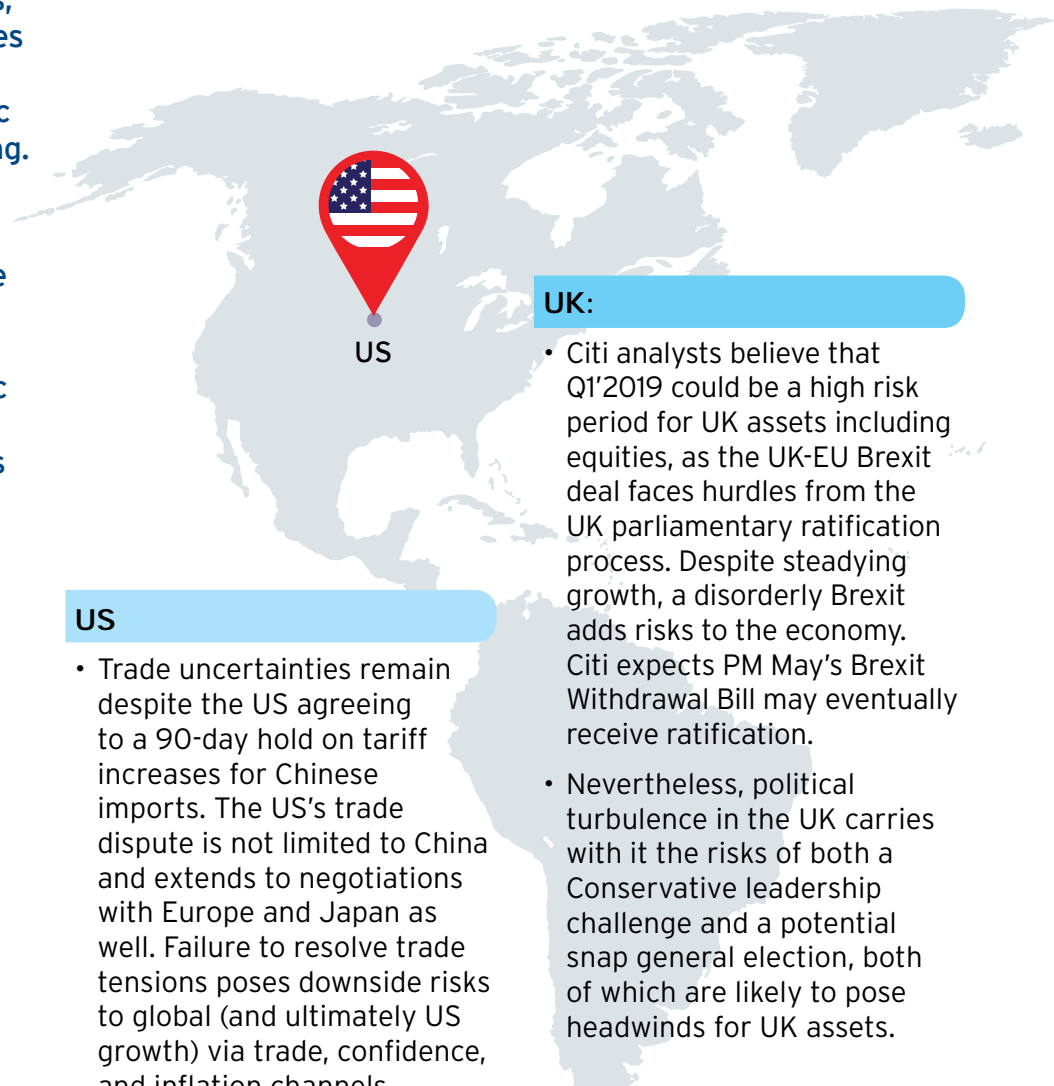 US
UK:
• Citi analysts believe that
Q1’2019 could be a high risk
period for UK assets including
equities, as the UK-EU Brexit
deal faces hurdles from the
UK parliamentary ratification
process. Despite steadying
growth, a disorderly Brexit
adds risks to the economy.
Citi expects PM May’s Brexit
Withdrawal Bill may eventually
receive ratification.
• Nevertheless, political
turbulence in the UK carries
with it the risks of both a
Conservative leadership
challenge and a potential
snap general election, both
of which are likely to pose
headwinds for UK assets.
US
• Trade uncertainties remain
despite the US agreeing
to a 90-day hold on tariff
increases for Chinese
imports. The US’s trade
dispute is not limited to China
and extends to negotiations
with Europe and Japan as
well. Failure to resolve trade
tensions poses downside risks
to global (and ultimately US
growth) via trade, confidence,
and inflation channels